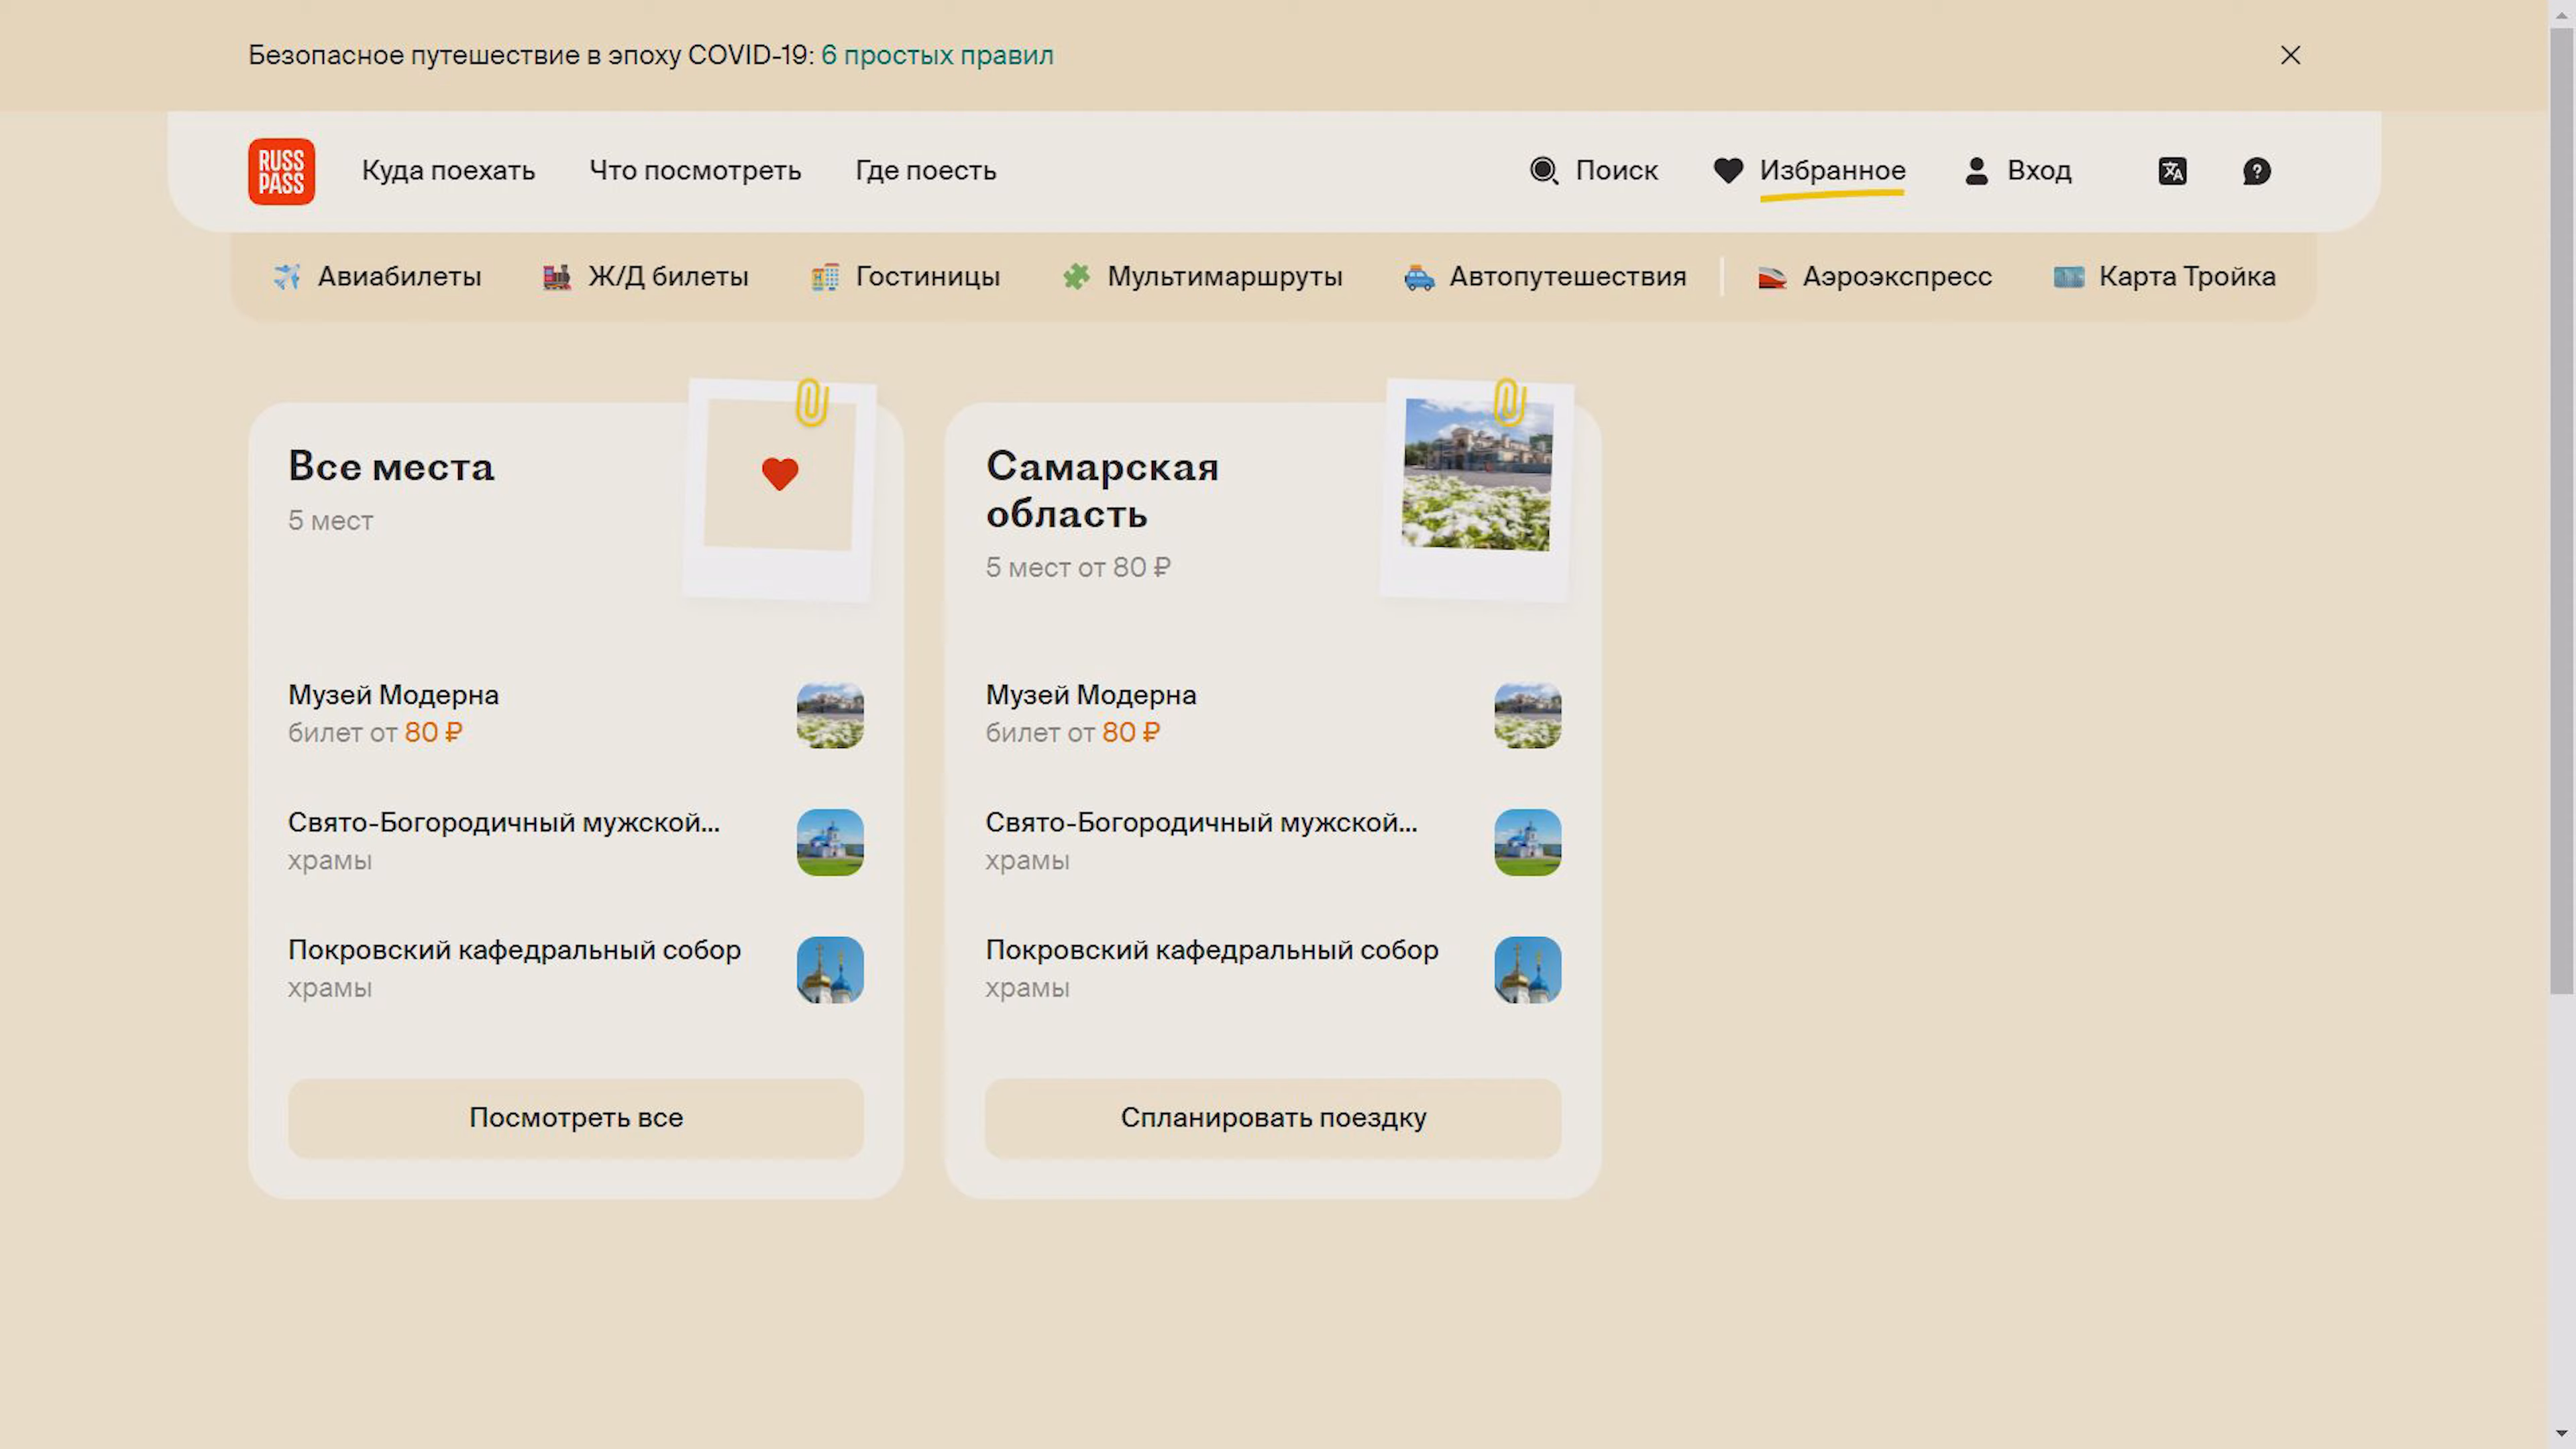 Безопасное путешествие в эпоху COVID-19: 6 простых правил
RUSS
PASS
Куда поехать Что посмотреть Где поесть Поиск Избранное Вход
Авиабилеты Ж/Д билеты Гостиницы Мультимаршруты Автопутешествия Аэроэкспресс Карта Тройка
Все места
5 мест
Музей Модерна
билет от 80 ₽
Свято-Богородичный мужской...
храмы
Покровский кафедральный собор
храмы
Посмотреть все
Самарская
область
5 мест от 80 ₽
Музей Модерна
билет от 80 ₽
Свято-Богородичный мужской...
храмы
Покровский кафедральный собор
храмы
Спланировать поездку